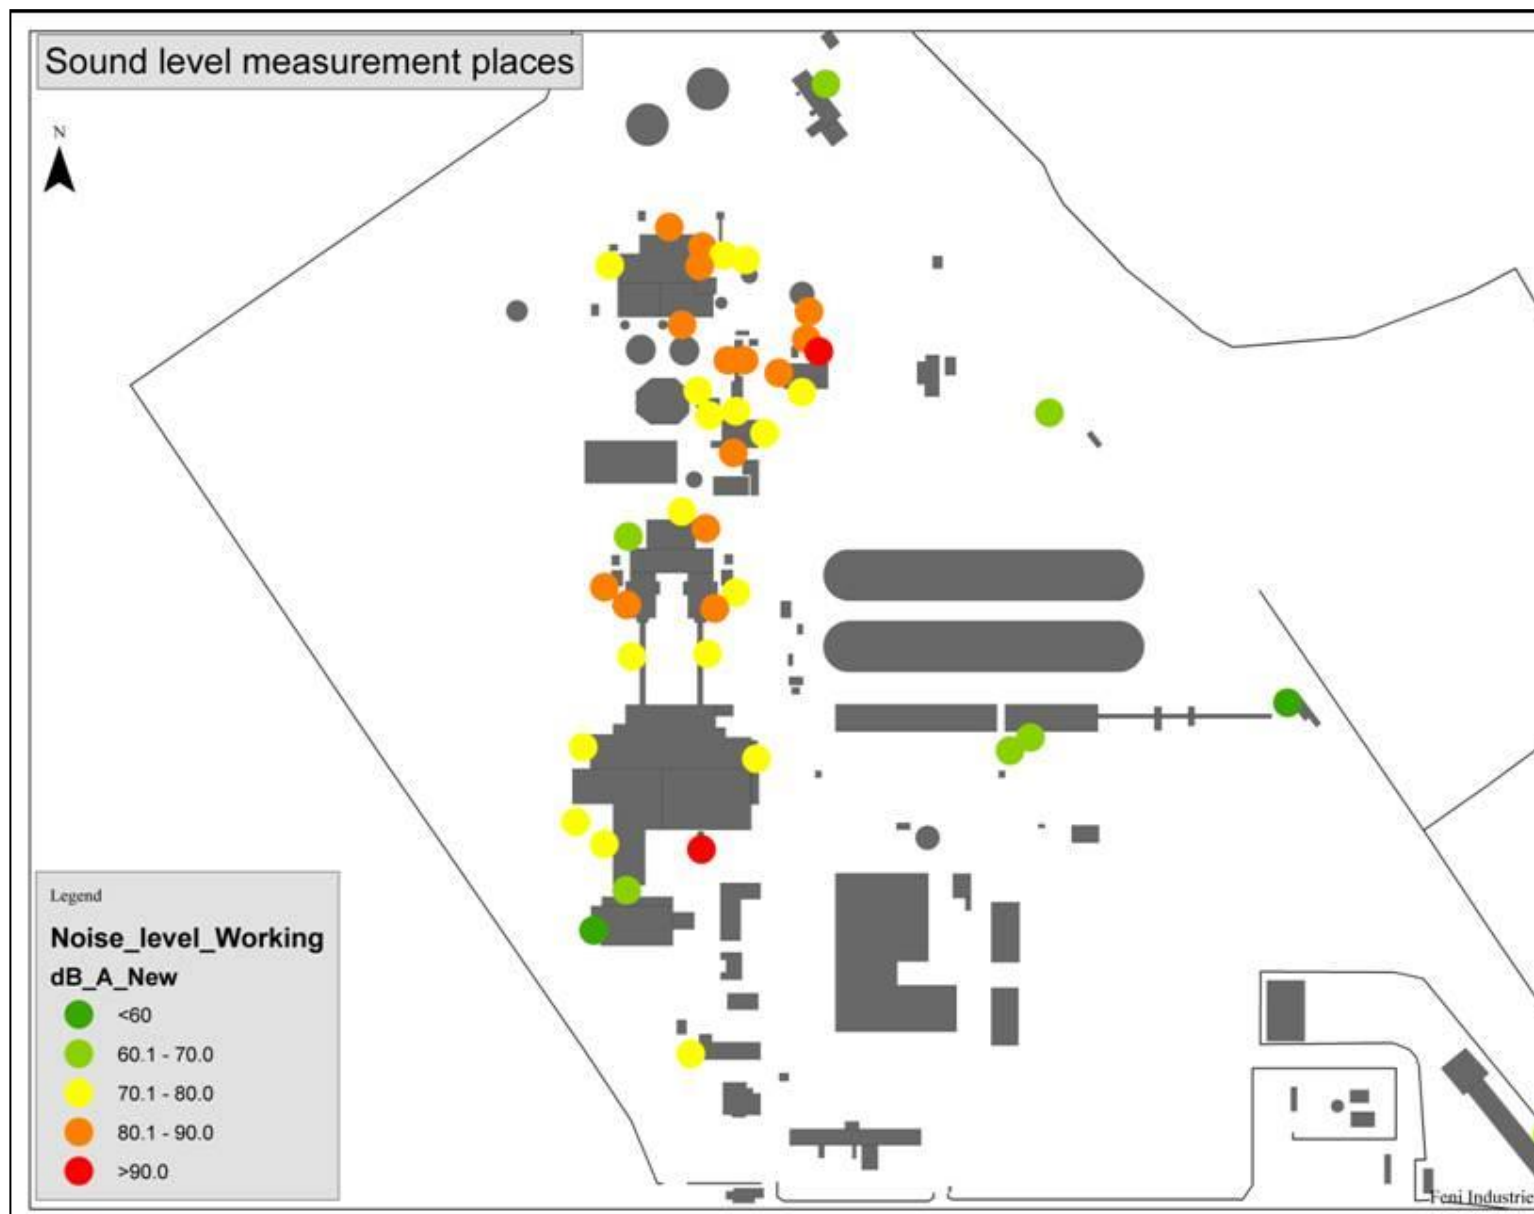 Sound level measurement places
N
Legend
Noise_level_Working
dB_A_New
<60
60.1 - 70.0
70.1 - 80.0
80.1 - 90.0
>90.0
Feni Industrie